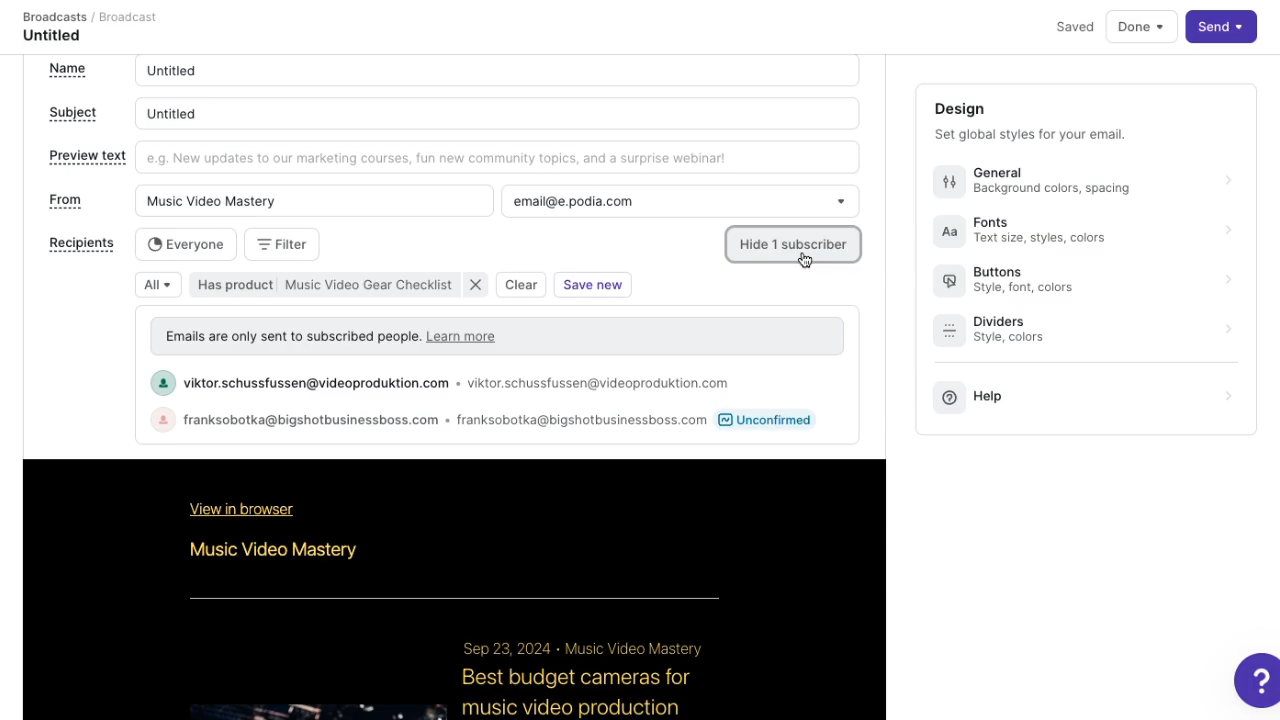 Broadcasts / Broadcast
Untitled
Saved
Done
Send
Name
Untitled
Subject
Untitled
Preview text
e.g. New updates to our marketing courses, fun new community topics, and a surprise webinar!
From
Music Video Mastery
email@e.podia.com
Recipients
Everyone
Filter
Hide 1 subscriber
All
Has product
Music Video Gear Checklist
Clear
Save new
Emails are only sent to subscribed people. Learn more
viktor.schussfussen@videoproduktion.com • viktor.schussfussen@videoproduktion.com
franksobotka@bigshotbusinessboss.com • franksobotka@bigshotbusinessboss.com Unconfirmed
View in browser
Music Video Mastery
Sep 23, 2024 • Music Video Mastery
Best budget cameras for
music video production
Design
Set global styles for your email.
General
Background colors, spacing
Aa
Fonts
Text size, styles, colors
Buttons
Style, font, colors
Dividers
Style, colors
Help
?